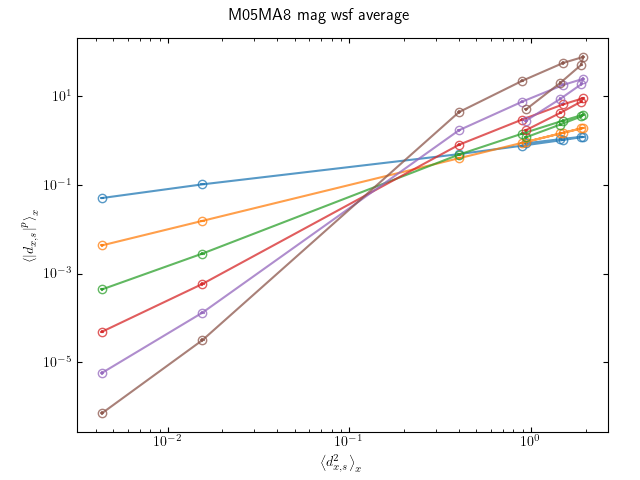 M05MA8 mag wsf average
⟨|d_{x,s}|^p⟩_x
10^1
10^{-1}
10^{-3}
10^{-5}
10^{-2}  10^{-1}  10^0
⟨d^2_{x,s}⟩_x